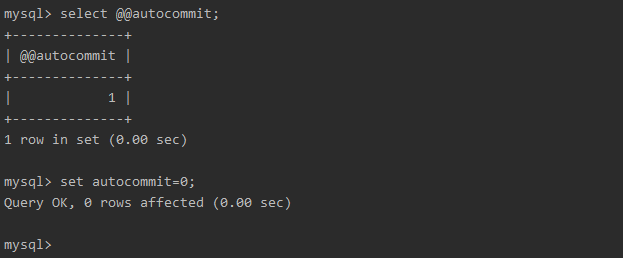 mysql> select @@autocommit;
+--------------+
| @@autocommit |
+--------------+
|            1 |
+--------------+
1 row in set (0.00 sec)
mysql> set autocommit=0;
Query OK, 0 rows affected (0.00 sec)
mysql>